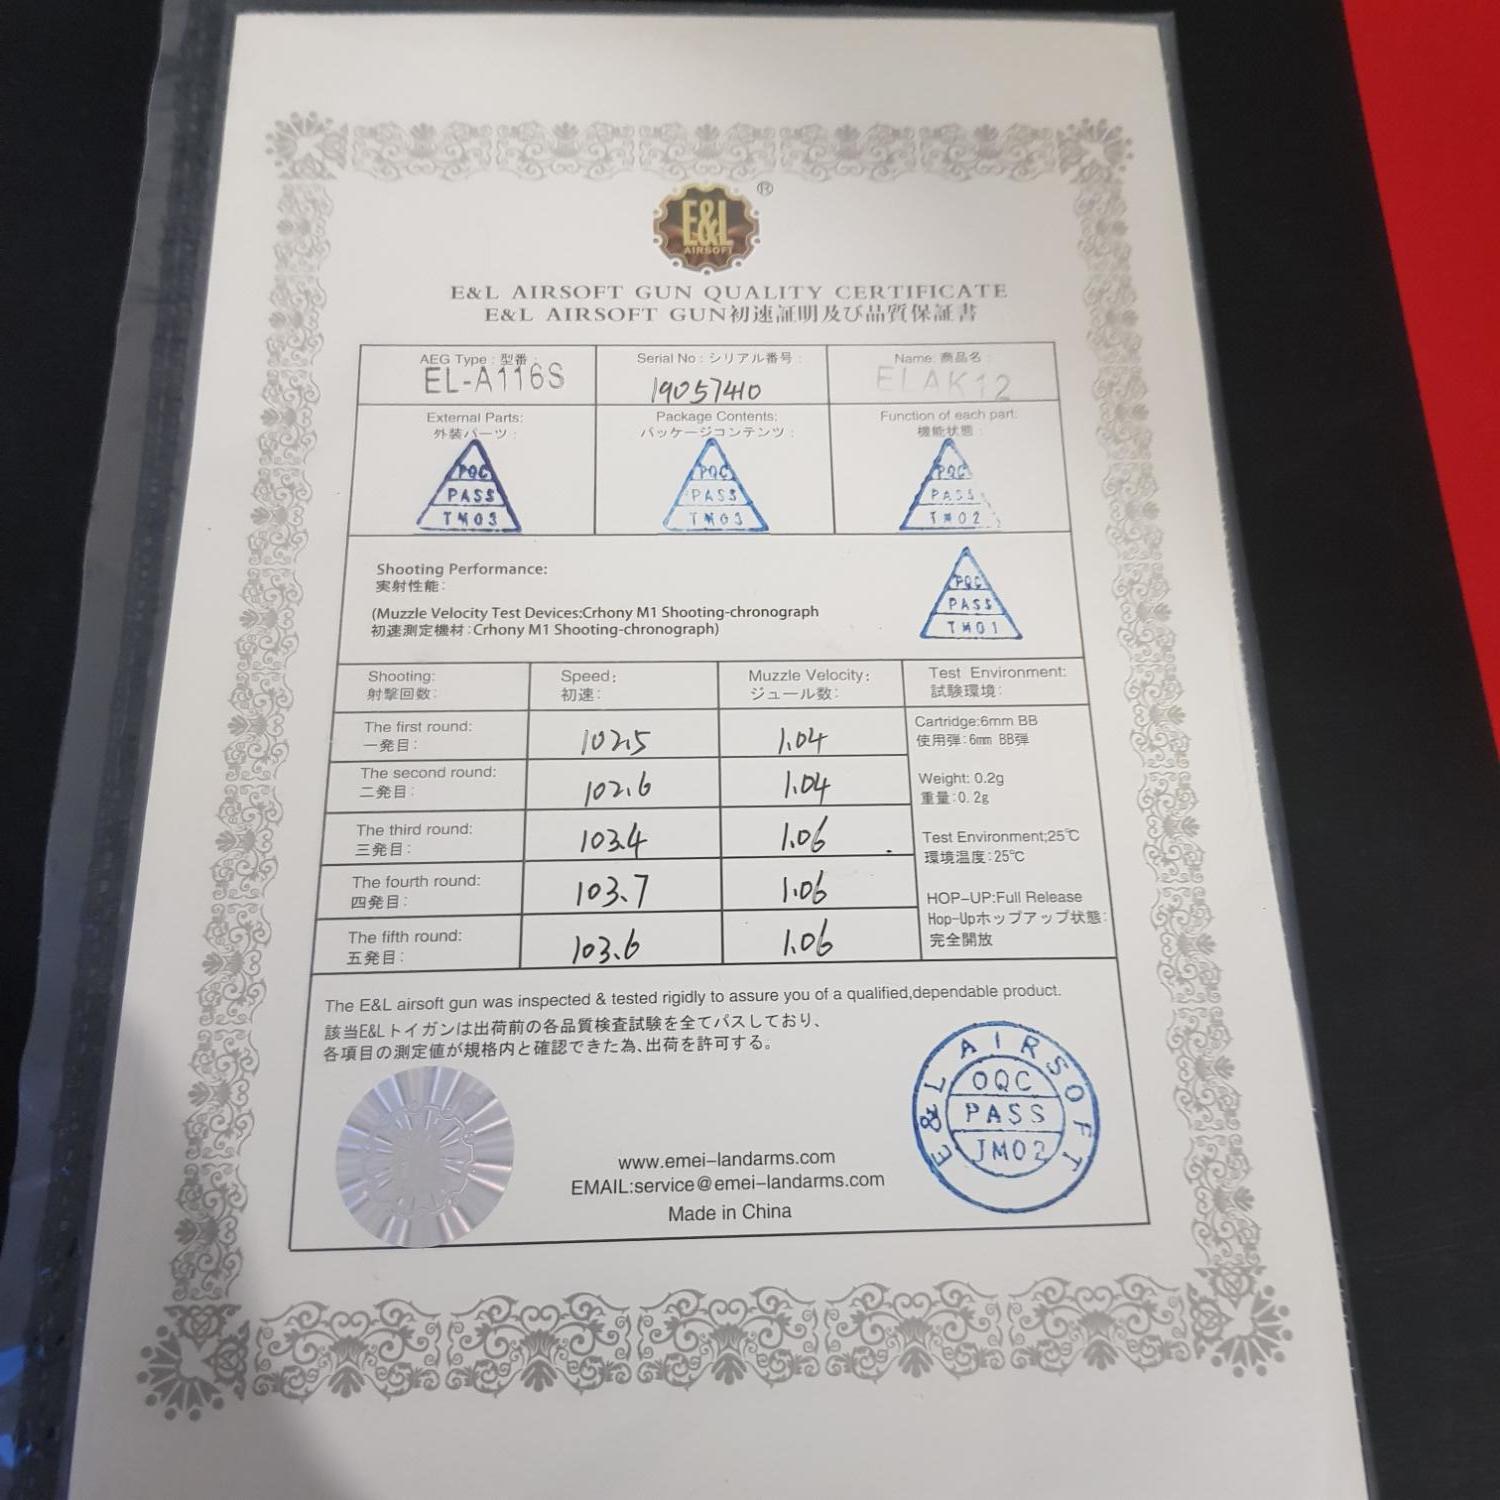 E&L
AIRSOFT
®
E&L AIRSOFT GUN QUALITY CERTIFICATE
E&L AIRSOFT GUN初速証明及び品質保証書
AEG Type : 型番 :
EL-A116S
Serial No : シリアル番号 :
19057410
Name: 商品名 :
ELAK12
External Parts:
外装パーツ :
PQC
PASS
TM03
Package Contents:
パッケージコンテンツ :
PQC
PASS
TM03
Function of each part:
機能状態 :
PQC
PASS
TM02
Shooting Performance:
実射性能:
(Muzzle Velocity Test Devices:Crhony M1 Shooting-chronograph
初速測定機材:Crhony M1 Shooting-chronograph)
PQC
PASS
TM01
Shooting:
射撃回数:
Speed:
初速:
Muzzle Velocity:
ジュール数:
Test Environment:
試験環境:
The first round:
一発目:
102.5
1.04
The second round:
二発目:
102.6
1.04
The third round:
三発目:
103.4
1.06
The fourth round:
四発目:
103.7
1.06
The fifth round:
五発目:
103.6
1.06
Cartridge:6mm BB
使用弾:6mm BB弾
Weight: 0.2g
重量:0.2g
Test Environment;25℃
環境温度:25℃
HOP-UP:Full Release
Hop-Upホップアップ状態:
完全開放
The E&L airsoft gun was inspected & tested rigidly to assure you of a qualified,dependable product.
該当E&Lトイガンは出荷前の各品質検査試験を全てパスしており、
各項目の測定値が規格内と確認できた為、出荷を許可する。
www.emei-landarms.com
EMAIL:service@emei-landarms.com
Made in China
E&L AIRSOFT
OQC
PASS
JM02